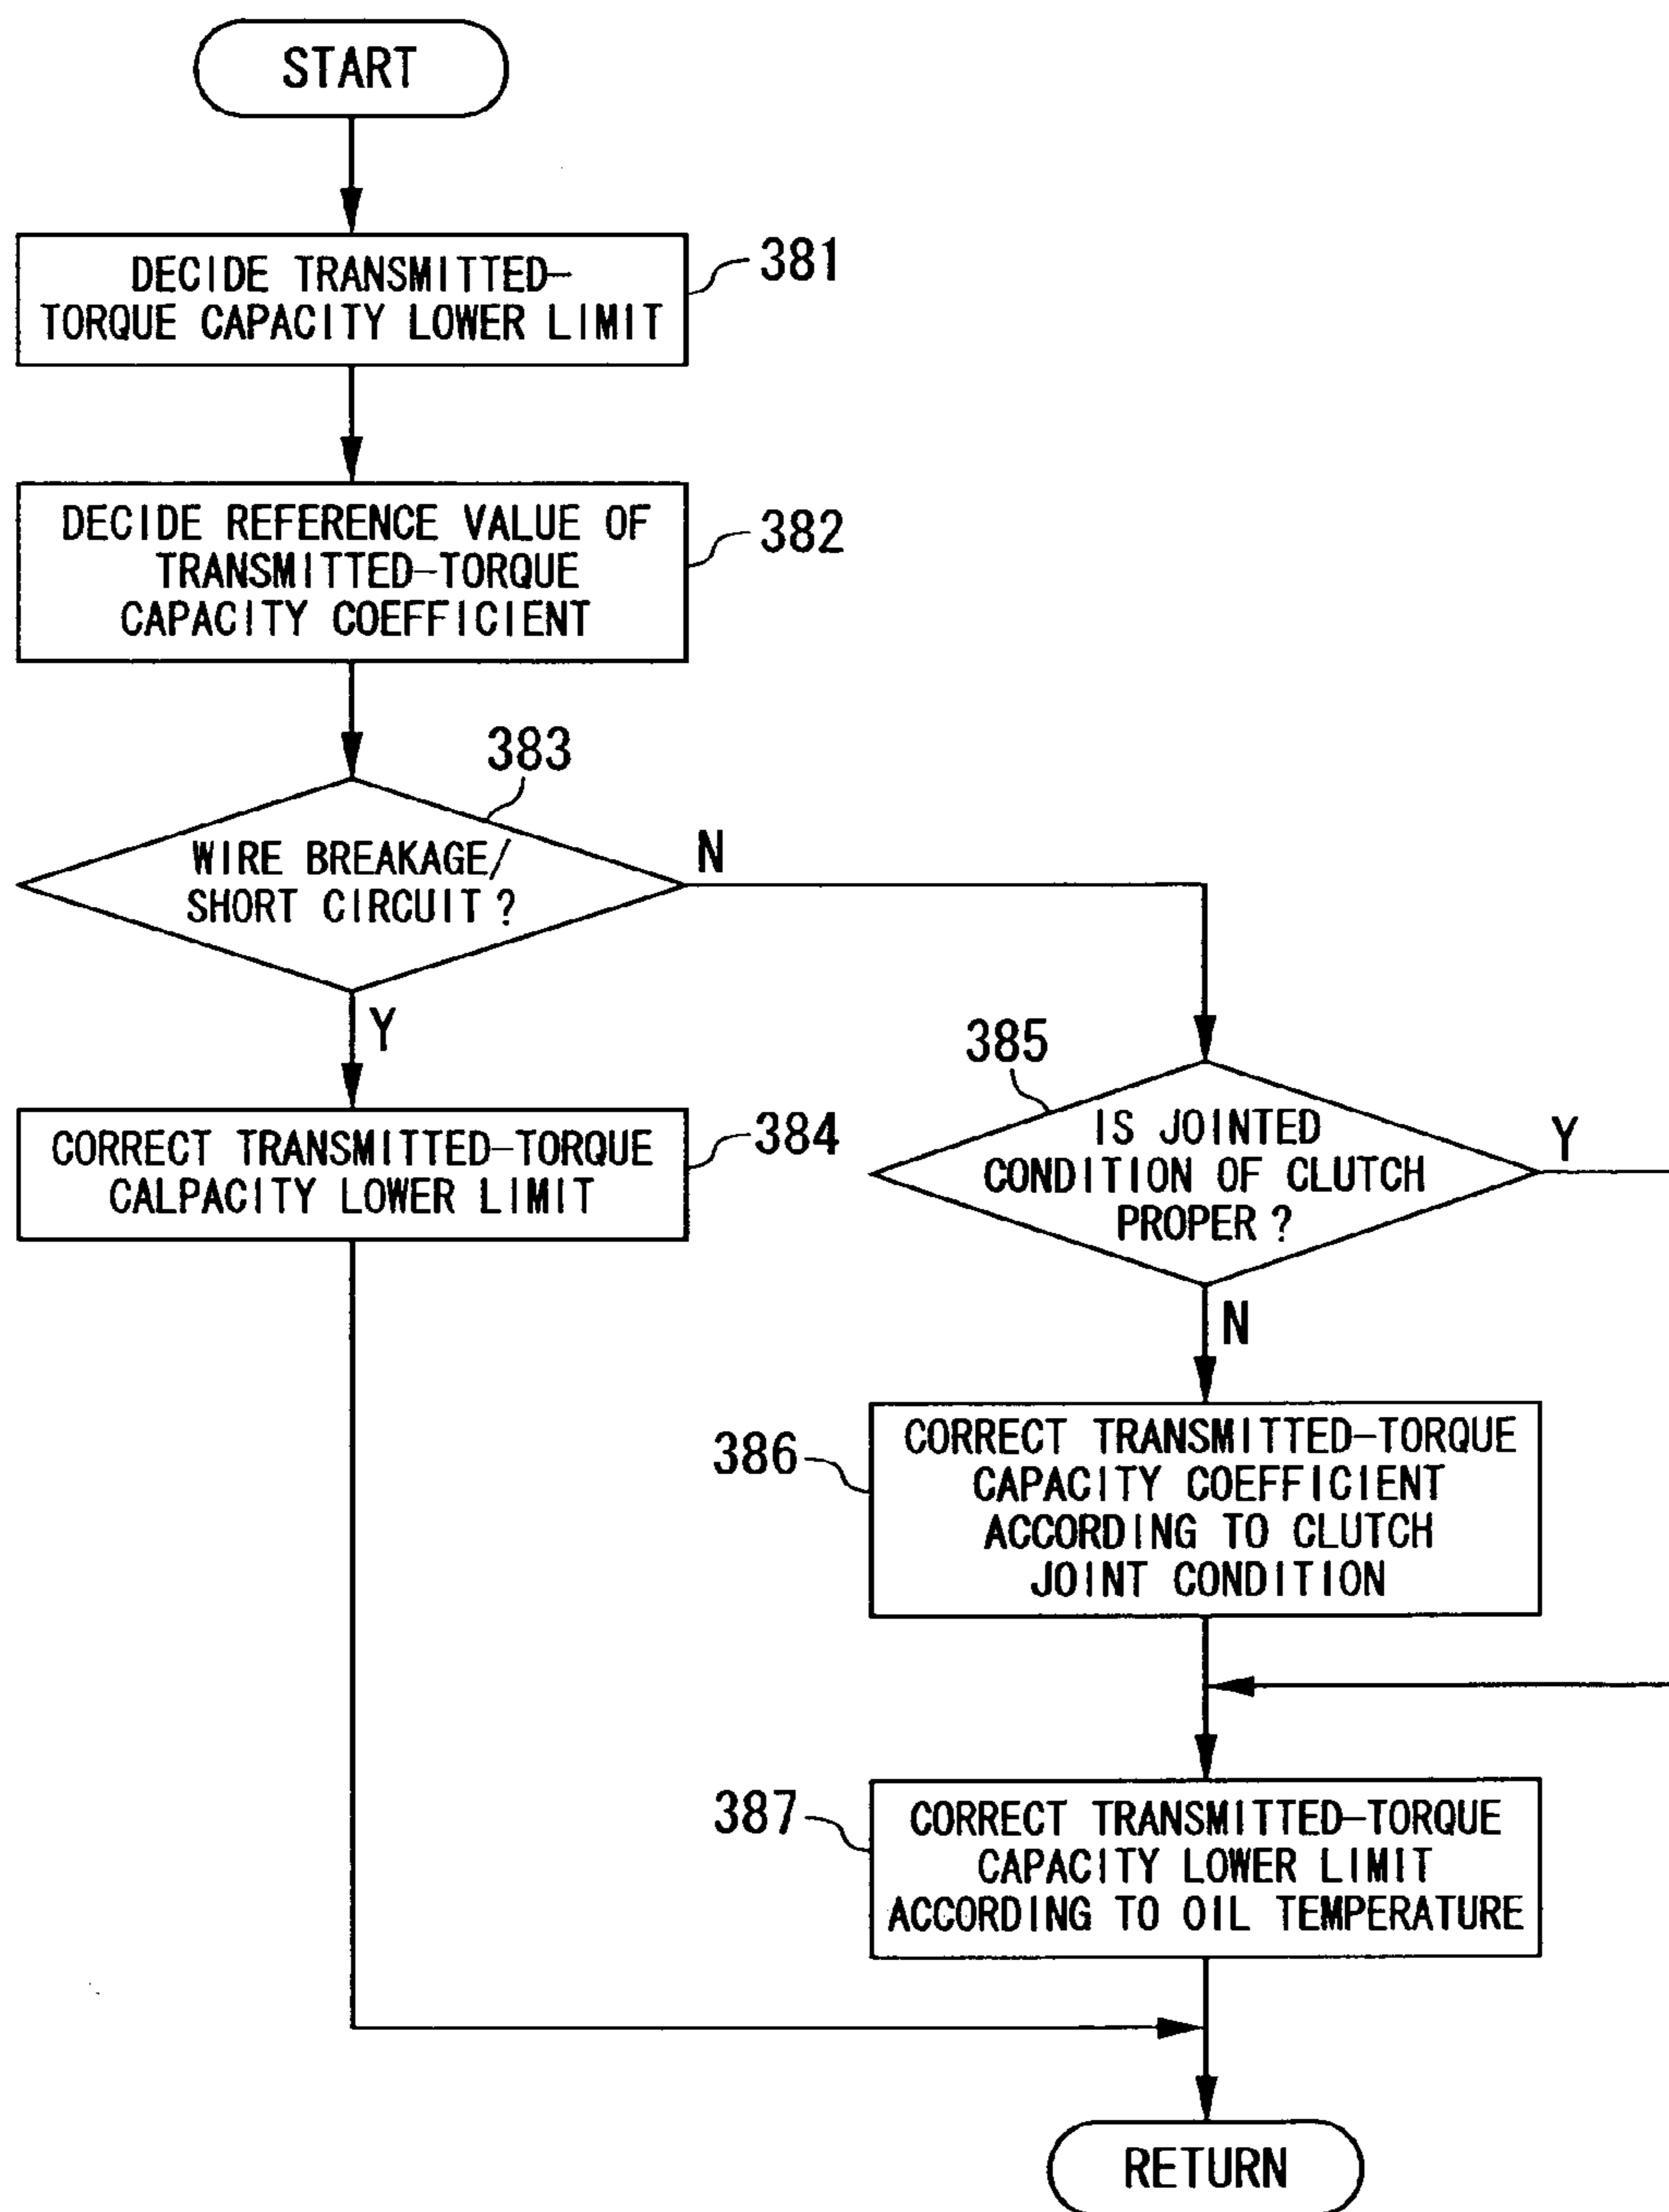 START
DECIDE TRANSMITTED-
TORQUE CAPACITY LOWER LIMIT
381
DECIDE REFERENCE VALUE OF
TRANSMITTED-TORQUE
CAPACITY COEFFICIENT
382
383
WIRE BREAKAGE/
SHORT CIRCUIT ?
N
Y
CORRECT TRANSMITTED-TORQUE
CALPACITY LOWER LIMIT
384
385
IS JOINTED
CONDITION OF CLUTCH
PROPER ?
Y
N
386
CORRECT TRANSMITTED-TORQUE
CAPACITY COEFFICIENT
ACCORDING TO CLUTCH
JOINT CONDITION
387
CORRECT TRANSMITTED-TORQUE
CAPACITY LOWER LIMIT
ACCORDING TO OIL TEMPERATURE
RETURN